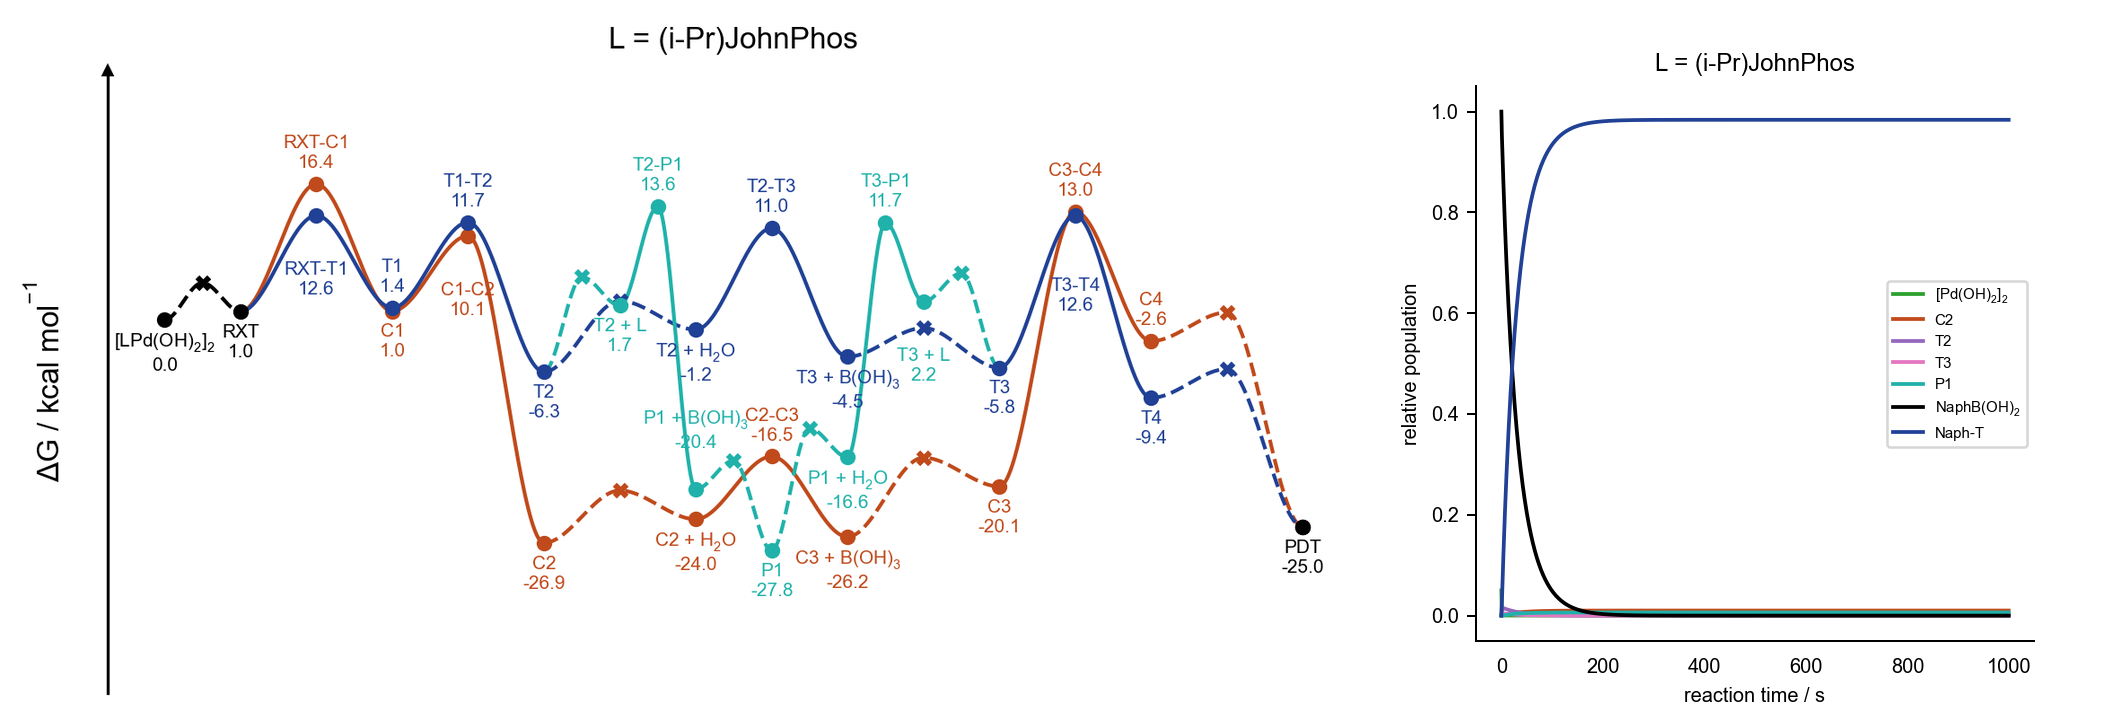 L = (i-Pr)JohnPhos
ΔG / kcal mol⁻¹
[LPd(OH)₂]₂
0.0
RXT
1.0
RXT-C1
16.4
RXT-T1
12.6
T1
1.4
C1
1.0
T1-T2
11.7
C1-C2
10.1
T2
-6.3
C2
-26.9
T2 + L
1.7
T2-P1
13.6
T2 + H₂O
-1.2
P1 + B(OH)₃
-20.4
C2 + H₂O
-24.0
T2-T3
11.0
C2-C3
-16.5
P1
-27.8
T3 + B(OH)₃
-4.5
P1 + H₂O
-16.6
C3 + B(OH)₃
-26.2
T3-P1
11.7
T3 + L
2.2
T3
-5.8
C3
-20.1
C3-C4
13.0
T3-T4
12.6
C4
-2.6
T4
-9.4
PDT
-25.0
L = (i-Pr)JohnPhos
relative population
1.0
0.8
0.6
0.4
0.2
0.0
0 200 400 600 800 1000
reaction time / s
[Pd(OH)₂]₂
C2
T2
T3
P1
NaphB(OH)₂
Naph-T